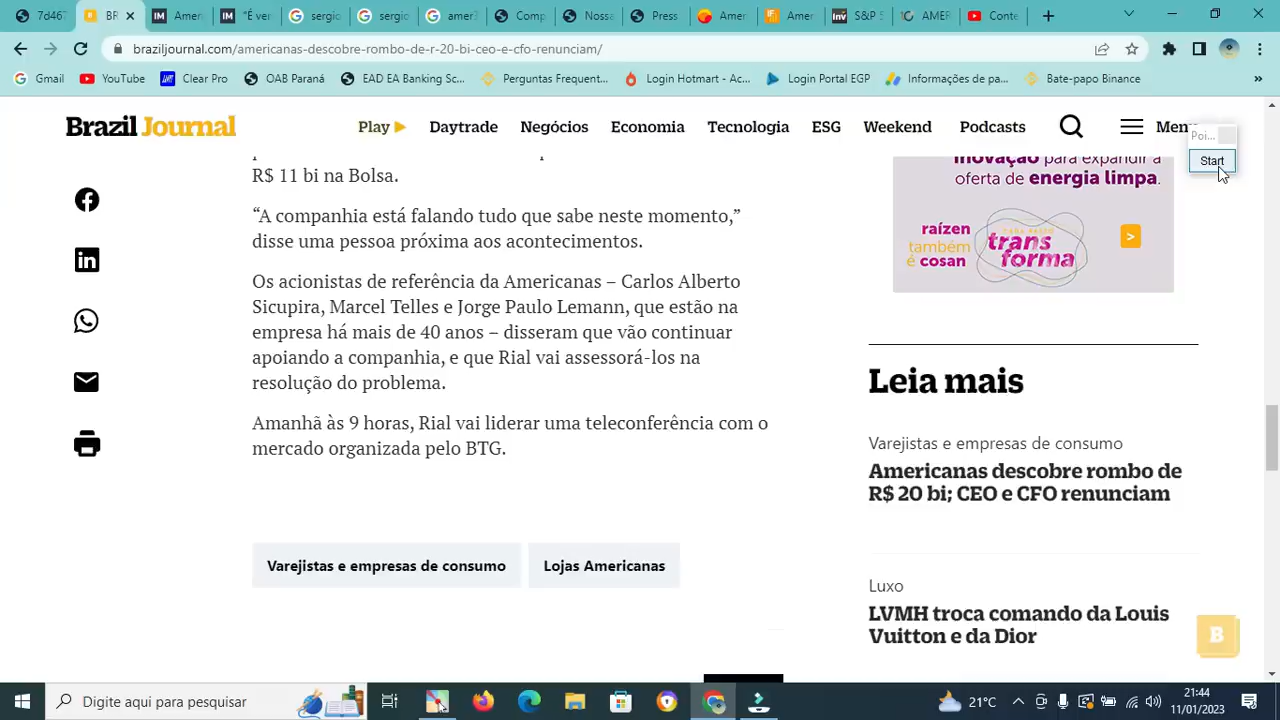 7d46
BR
IM
Amer
"É v
sergio
sergio
sergio
Nossa
Press
Amer
Amer
Inv
S&P 5
AMER
Conte
braziljournal.com/americanas-descobre-rombo-de-r-20-bi-ceo-e-cfo-renunciam/
Gmail
YouTube
Clear Pro
OAB Paraná
EAD EA Banking Sc...
Perguntas Frequent...
Login Hotmart - Ac...
Login Portal EGP
Informações de pa...
Bate-papo Binance
»
Brazil Journal
Play
Daytrade
Negócios
Economia
Tecnologia
ESG
Weekend
Podcasts
Menu
Poi...
Start
R$ 11 bi na Bolsa.
“A companhia está falando tudo que sabe neste momento,”
disse uma pessoa próxima aos acontecimentos.
Os acionistas de referência da Americanas – Carlos Alberto
Sicupira, Marcel Telles e Jorge Paulo Lemann, que estão na
empresa há mais de 40 anos – disseram que vão continuar
apoiando a companhia, e que Rial vai assessorá-los na
resolução do problema.
Amanhã às 9 horas, Rial vai liderar uma teleconferência com o
mercado organizada pelo BTG.
Varejistas e empresas de consumo
Lojas Americanas
inovação para expandir a
oferta de energia limpa.
raízen
também
é cosan
trans
forma
>
Leia mais
Varejistas e empresas de consumo
Americanas descobre rombo de
R$ 20 bi; CEO e CFO renunciam
Luxo
LVMH troca comando da Louis
Vuitton e da Dior
B
Digite aqui para pesquisar
21°C
21:44
11/01/2023